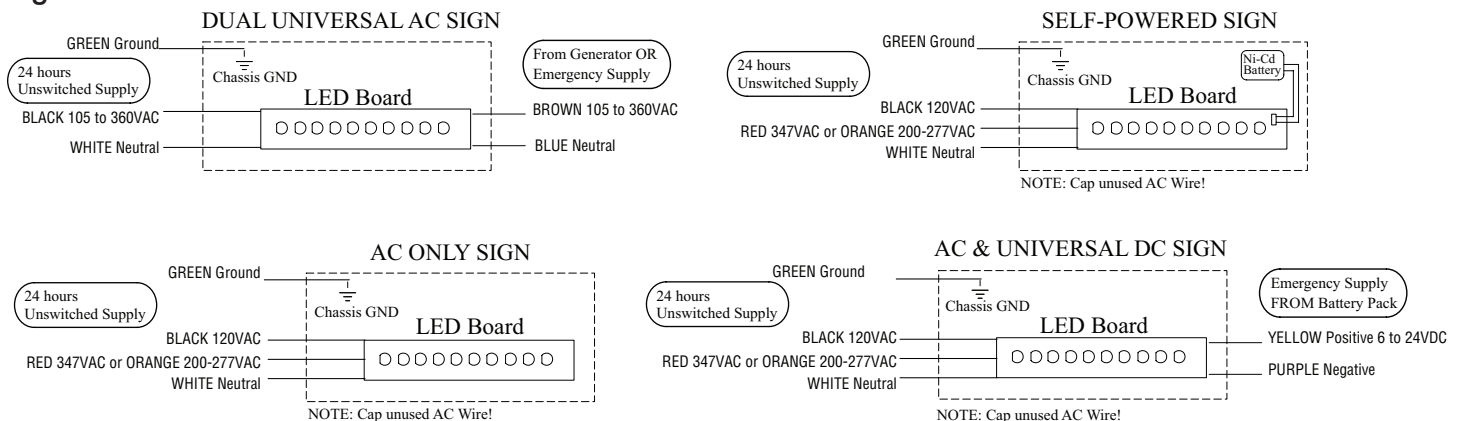 DUAL UNIVERSAL AC SIGN
GREEN Ground
24 hours
Unswitched Supply
Chassis GND
From Generator OR
Emergency Supply
LED Board
BLACK 105 to 360VAC
BROWN 105 to 360VAC
WHITE Neutral
BLUE Neutral
SELF-POWERED SIGN
GREEN Ground
24 hours
Unswitched Supply
Chassis GND
Ni-Cd
Battery
LED Board
BLACK 120VAC
RED 347VAC or ORANGE 200-277VAC
WHITE Neutral
NOTE: Cap unused AC Wire!
AC ONLY SIGN
GREEN Ground
24 hours
Unswitched Supply
Chassis GND
LED Board
BLACK 120VAC
RED 347VAC or ORANGE 200-277VAC
WHITE Neutral
NOTE: Cap unused AC Wire!
AC & UNIVERSAL DC SIGN
GREEN Ground
24 hours
Unswitched Supply
Chassis GND
Emergency Supply
FROM Battery Pack
LED Board
BLACK 120VAC
YELLOW Positive 6 to 24VDC
RED 347VAC or ORANGE 200-277VAC
PURPLE Negative
WHITE Neutral
NOTE: Cap unused AC Wire!